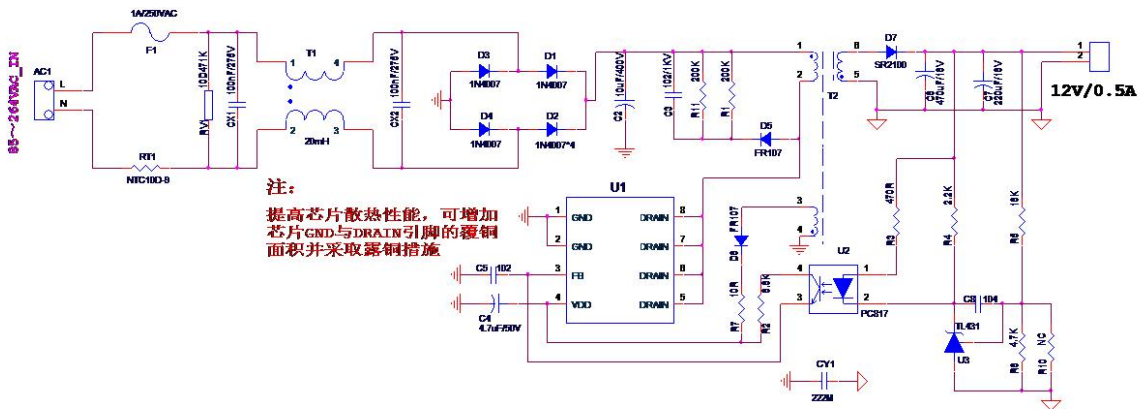 1A/250VAC
F1
85～264VAC_IN
AC1
L
N
RT1
NTC10D-9
RV
10D471K
CX1
100nF/275V
T1
1
4
2
3
20mH
CX2
100nF/275V
D3
1N4007
D1
1N4007
D4
1N4007
D2
1N4007*4
C2
10uF/400V
C3
102/1KV
R11
200K
R1
200K
D5
FR107
1
2
T2
6
5
D7
SR2100
C6
470uF/16V
C7
220uF/16V
1
2
12V/0.5A
注：
提高芯片散热性能，可增加
芯片GND与DRAIN引脚的覆铜
面积并采取露铜措施
U1
1
GND
DRAIN
8
2
GND
DRAIN
7
3
FB
DRAIN
6
4
VDD
DRAIN
5
C5
102
C4
4.7uF/50V
3
4
FR107
D6
10R
R7
R2
U2
4
3
1
2
PC817
R3
470R
R4
2.2K
R5
18K
C8
104
TL431
U3
4.7K
R10
NC
CY1
222M